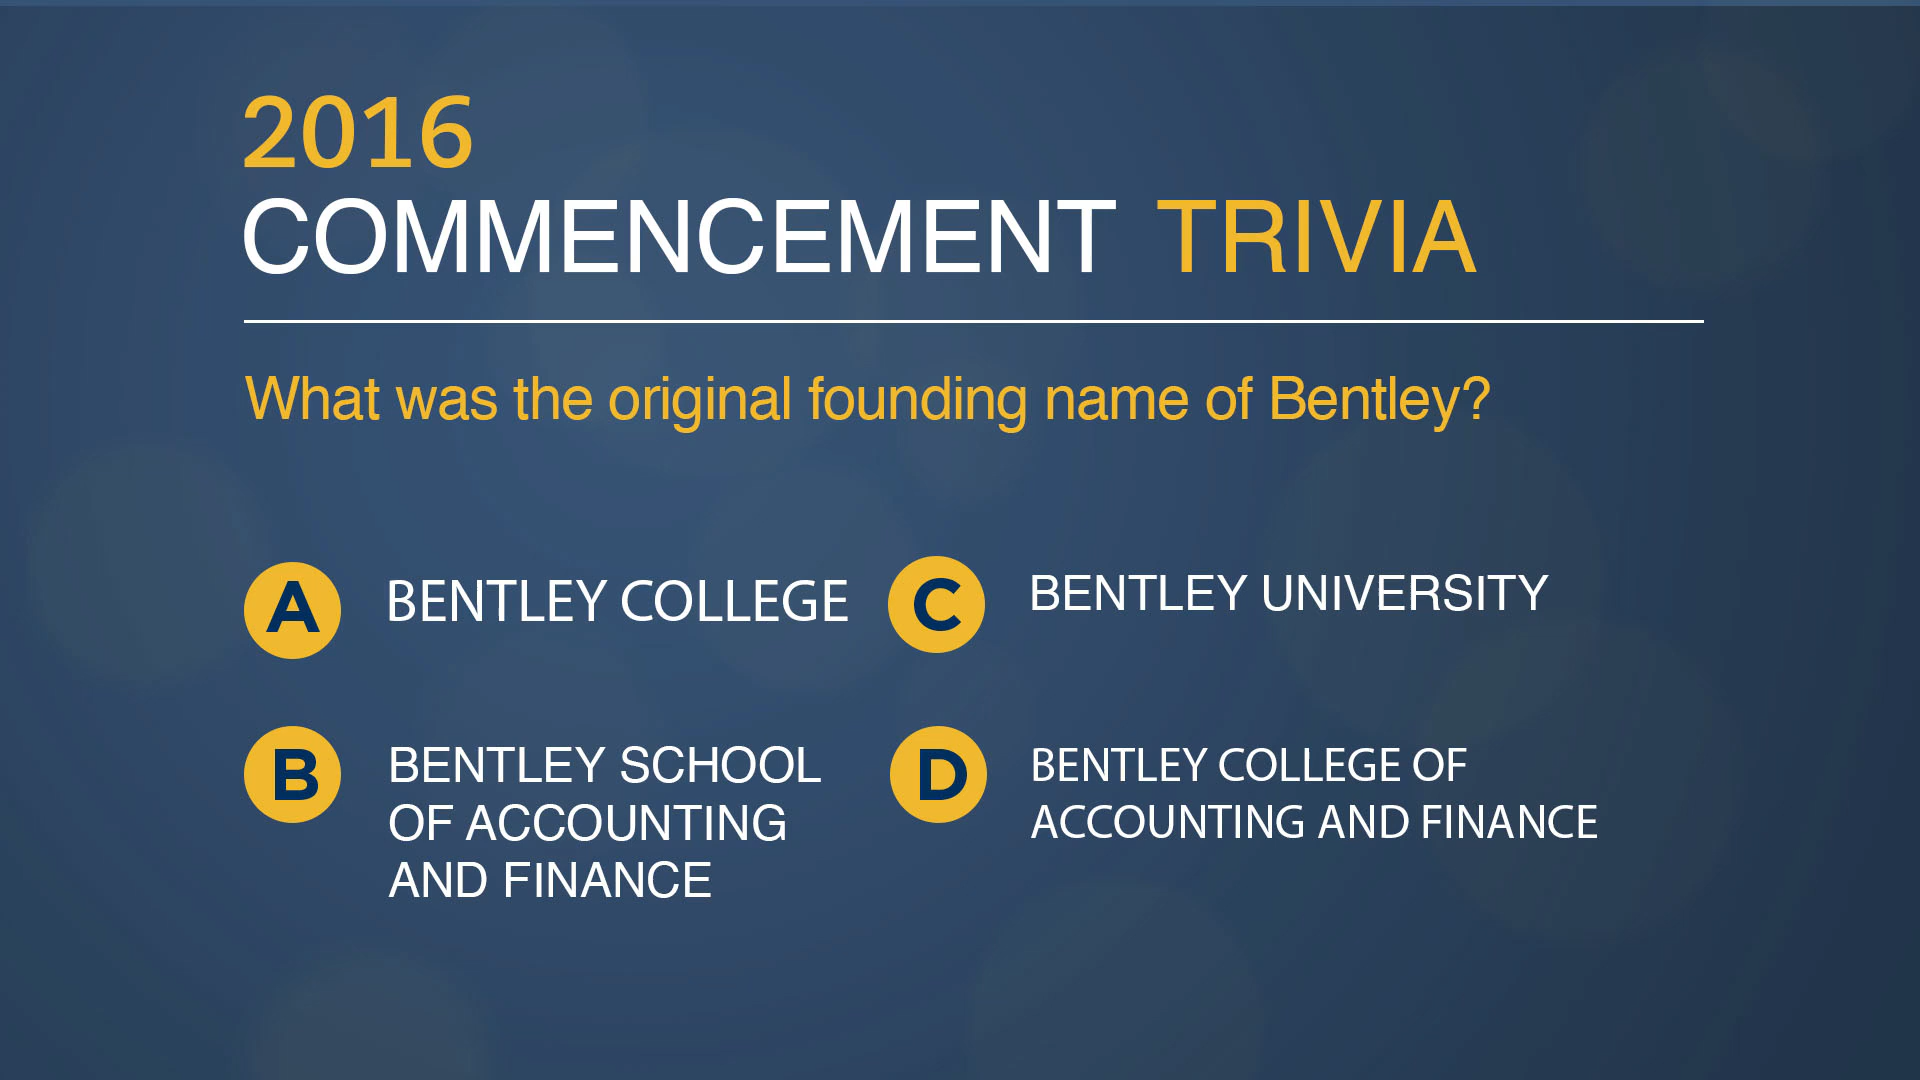 2016
COMMENCEMENT TRIVIA
What was the original founding name of Bentley?
A BENTLEY COLLEGE
B BENTLEY SCHOOL
OF ACCOUNTING
AND FINANCE
C BENTLEY UNIVERSITY
D BENTLEY COLLEGE OF
ACCOUNTING AND FINANCE